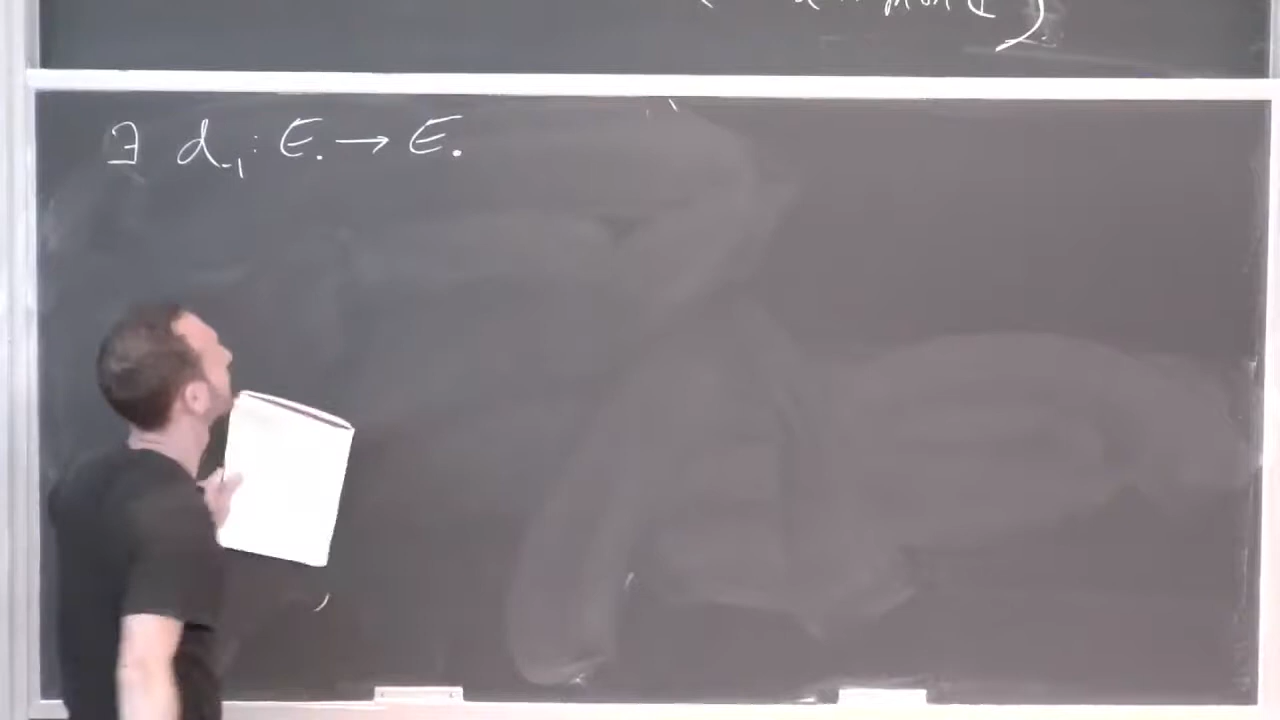 ∃ d₋₁ : E. → E.